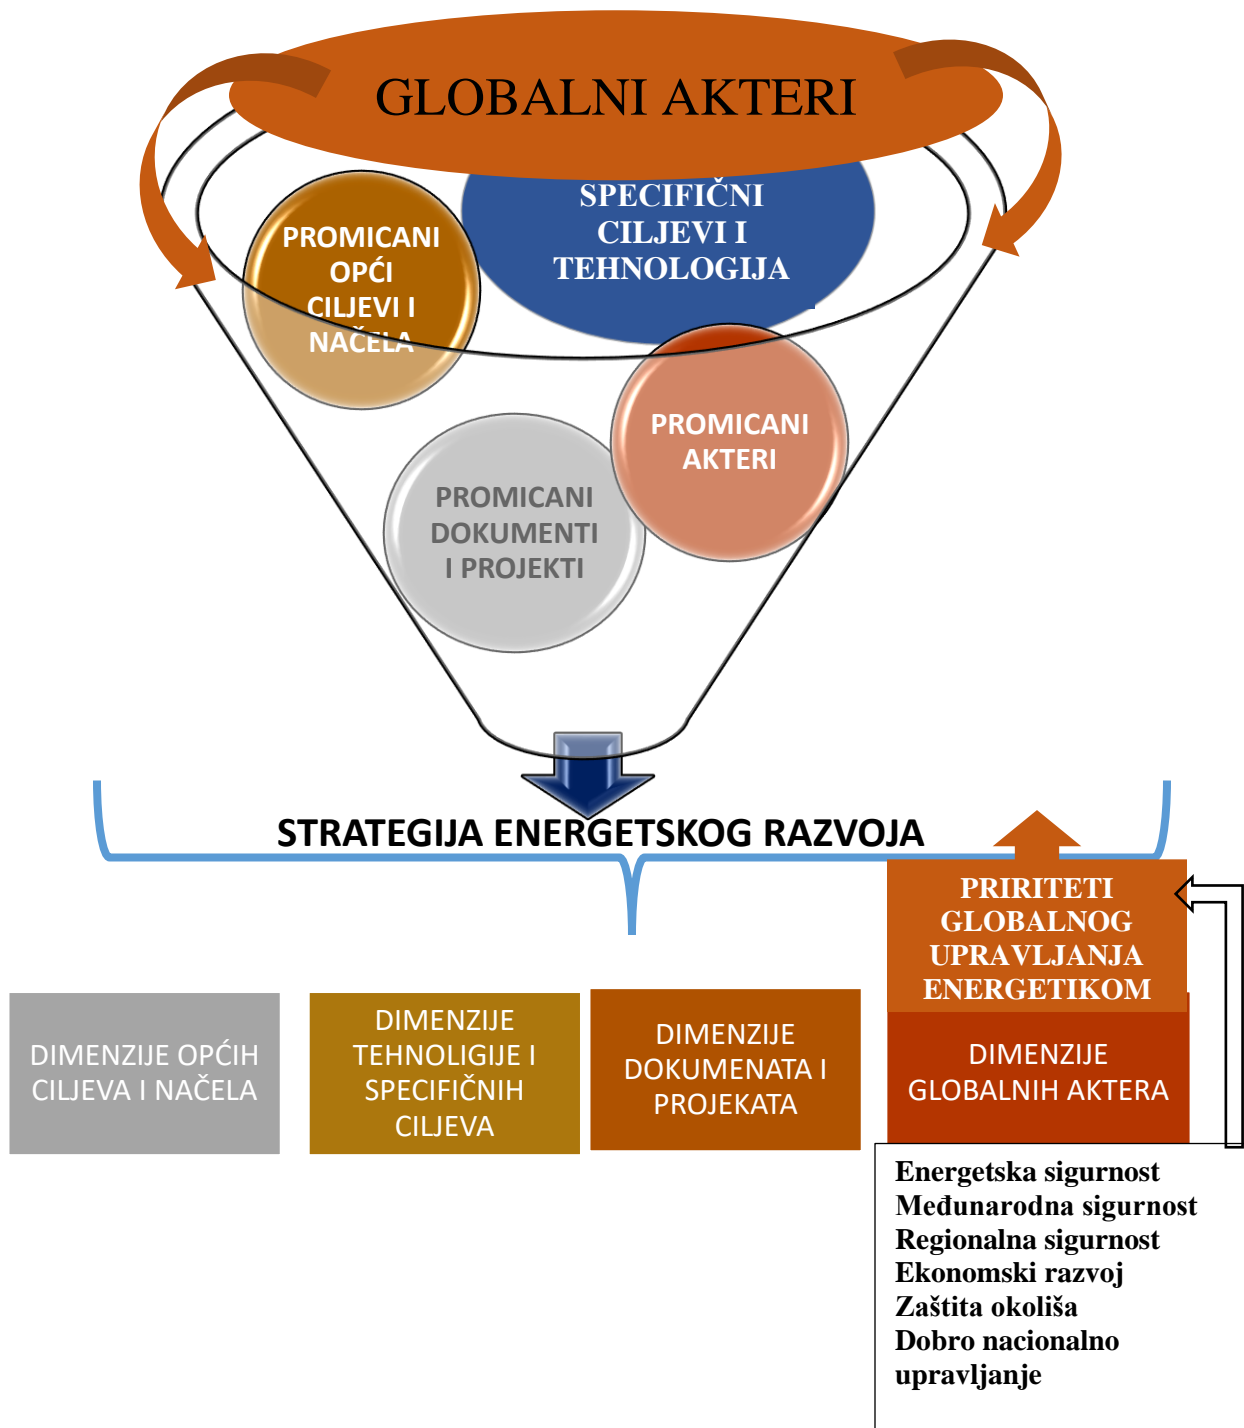 GLOBALNI AKTERI
SPECIFIČNI
CILJEVI I
TEHNOLOGIJA
PROMICANI
OPĆI
CILJEVI I
NAČELA
PROMICANI
AKTERI
PROMICANI
DOKUMENTI
I PROJEKTI
STRATEGIJA ENERGETSKOG RAZVOJA
PRIRITETI
GLOBALNOG
UPRAVLJANJA
ENERGETIKOM
DIMENZIJE OPĆIH
CILJEVA I NAČELA
DIMENZIJE
TEHNOLIGIJE I
SPECIFIČNIH
CILJEVA
DIMENZIJE
DOKUMENATA I
PROJEKATA
DIMENZIJE
GLOBALNIH AKTERA
Energetska sigurnost
Međunarodna sigurnost
Regionalna sigurnost
Ekonomski razvoj
Zaštita okoliša
Dobro nacionalno
upravljanje